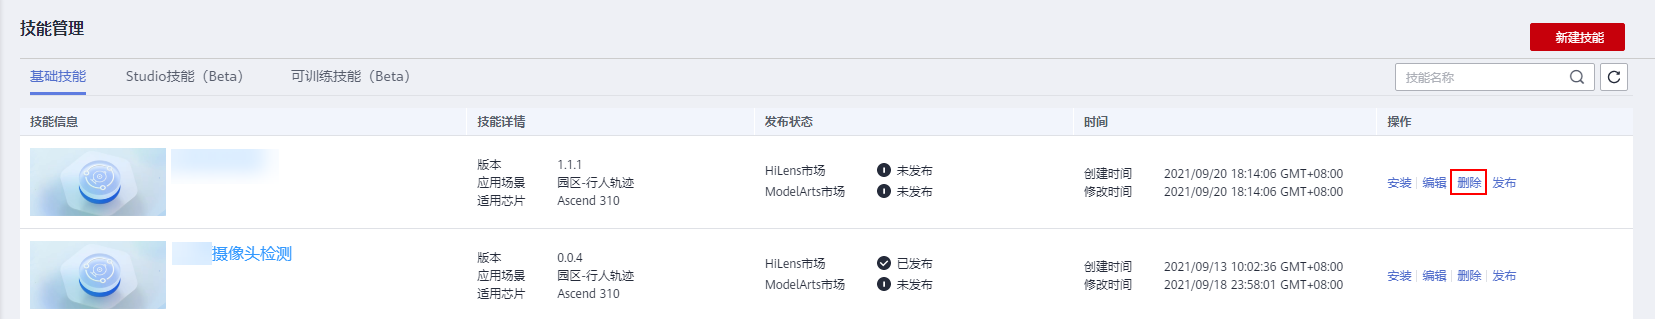 技能管理
新建技能
基础技能 Studio技能（Beta） 可训练技能（Beta）
技能名称
技能信息 技能详情 发布状态 时间 操作
版本 1.1.1
应用场景 园区-行人轨迹
适用芯片 Ascend 310
HiLens市场 未发布
ModelArts市场 未发布
创建时间 2021/09/20 18:14:06 GMT+08:00
修改时间 2021/09/20 18:14:06 GMT+08:00
安装 编辑 删除 发布
摄像头检测
版本 0.0.4
应用场景 园区-行人轨迹
适用芯片 Ascend 310
HiLens市场 已发布
ModelArts市场 未发布
创建时间 2021/09/13 10:02:36 GMT+08:00
修改时间 2021/09/18 23:58:01 GMT+08:00
安装 编辑 删除 发布